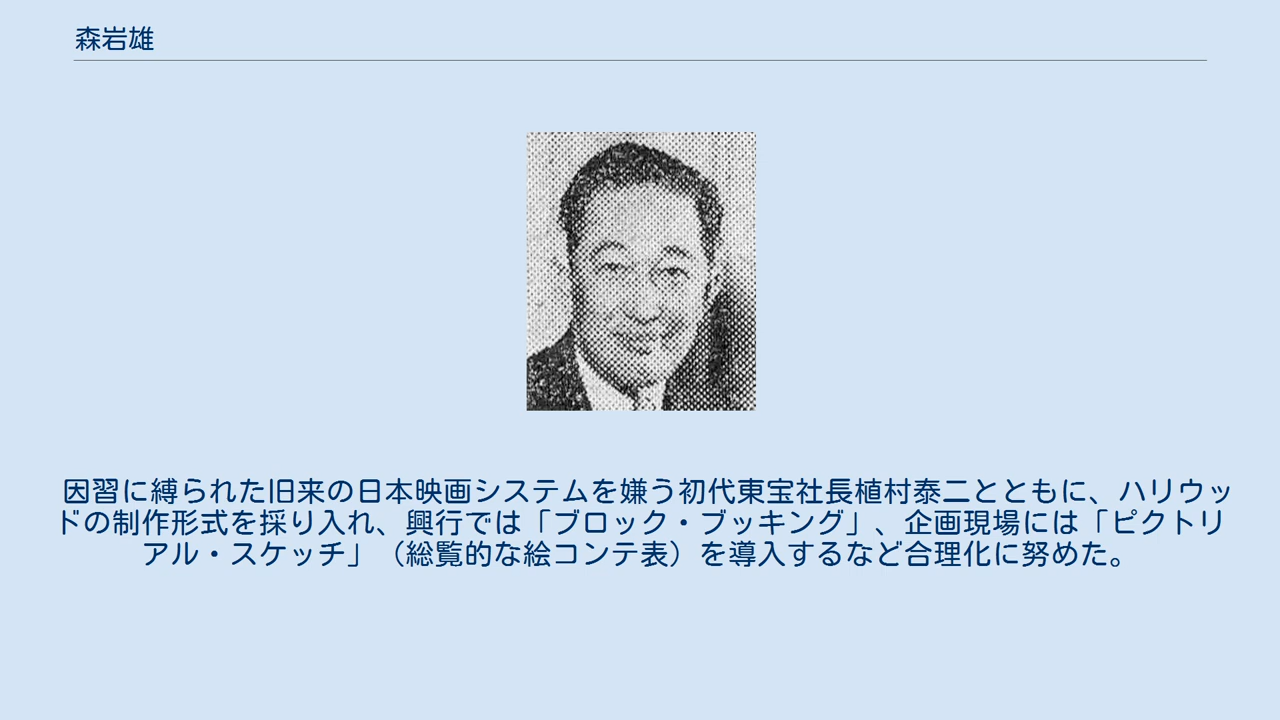 森岩雄
因習に縛られた旧来の日本映画システムを嫌う初代東宝社長植村泰二とともに、ハリウッ
ドの制作形式を採り入れ、興行では「ブロック・ブッキング」、企画現場には「ピクトリ
アル・スケッチ」（総覧的な絵コンテ表）を導入するなど合理化に努めた。